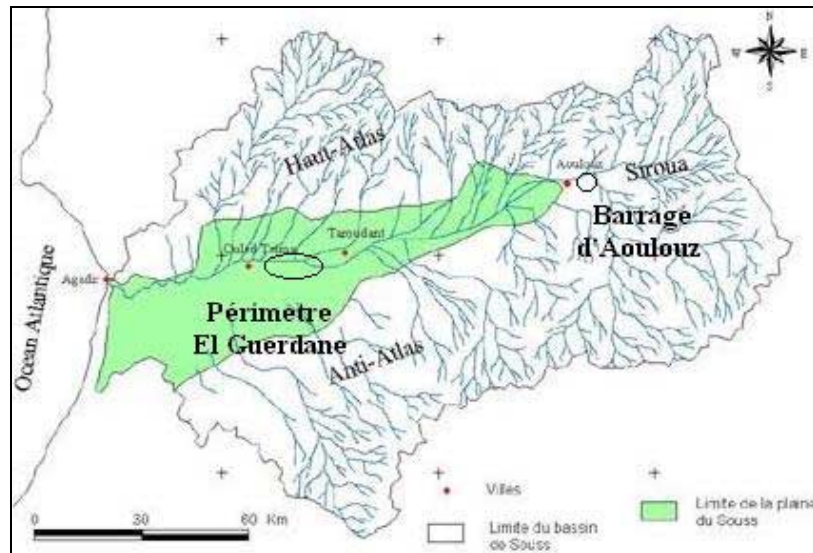 N
W E
S
Haut-Atlas
Aoulouz
Siroua
Barrage
d'Aoulouz
Taroudant
Ouled Teima
Agadir
Océan Atlantique
Périmètre
El Guerdane
Anti-Atlas
Villes
Limite de la plaine
du Souss
0 30 60 Km
Limite du bassin
de Souss